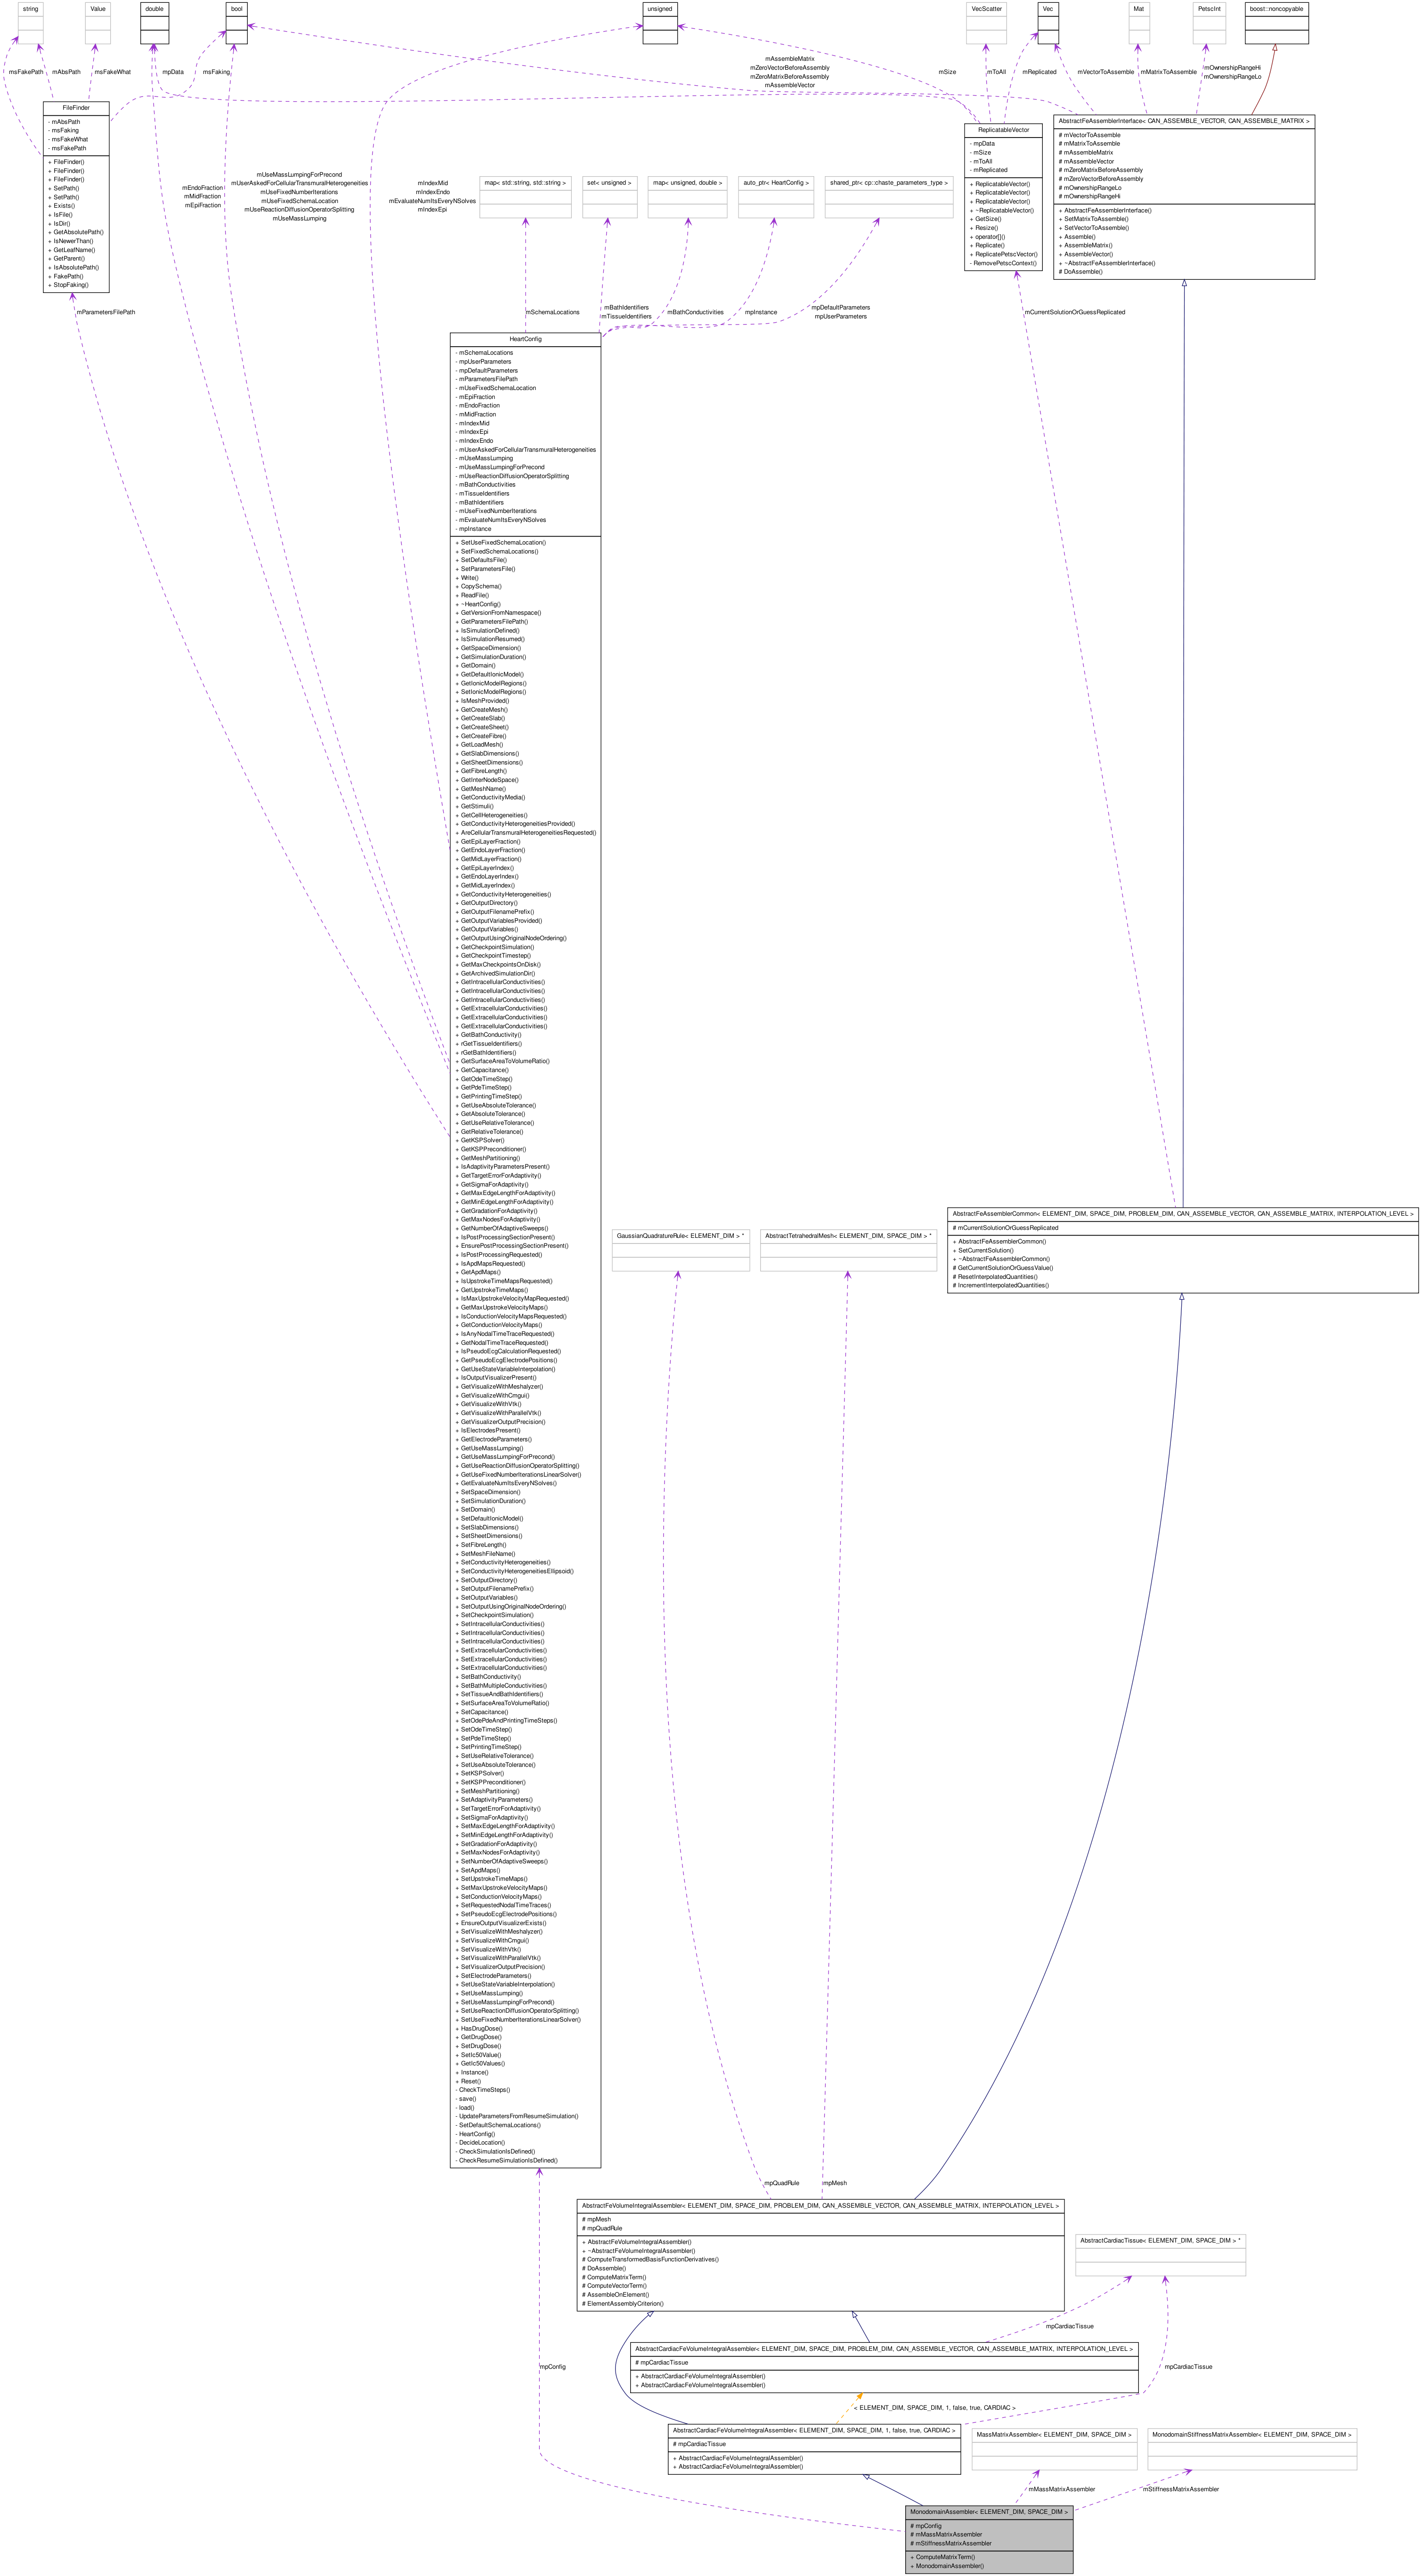 string
Value
double
bool
unsigned
VecScatter
Vec
Mat
PetscInt
boost::noncopyable
msFakePath
mAbsPath
msFakeWhat
mpData
msFaking
mAssembleMatrix
mZeroVectorBeforeAssembly
mZeroMatrixBeforeAssembly
mAssembleVector
mSize
mToAll
mReplicated
mVectorToAssemble
mMatrixToAssemble
mOwnershipRangeHi
mOwnershipRangeLo
FileFinder
- mAbsPath
- msFaking
- msFakeWhat
- msFakePath
+ FileFinder()
+ FileFinder()
+ FileFinder()
+ SetPath()
+ SetPath()
+ Exists()
+ IsFile()
+ IsDir()
+ GetAbsolutePath()
+ IsNewerThan()
+ GetLeafName()
+ GetParent()
+ IsAbsolutePath()
+ FakePath()
+ StopFaking()
mEndoFraction
mMidFraction
mEpiFraction
mUseMassLumpingForPrecond
mUserAskedForCellularTransmuralHeterogeneities
mUseFixedNumberIterations
mUseFixedSchemaLocation
mUseReactionDiffusionOperatorSplitting
mUseMassLumping
mIndexMid
mIndexEndo
mEvaluateNumItsEveryNSolves
mIndexEpi
map< std::string, std::string >
set< unsigned >
map< unsigned, double >
auto_ptr< HeartConfig >
shared_ptr< cp::chaste_parameters_type >
ReplicatableVector
- mpData
- mSize
- mToAll
- mReplicated
+ ReplicatableVector()
+ ReplicatableVector()
+ ReplicatableVector()
+ ~ReplicatableVector()
+ GetSize()
+ Resize()
+ operator[]()
+ Replicate()
+ ReplicatePetscVector()
- RemovePetscContext()
AbstractFeAssemblerInterface< CAN_ASSEMBLE_VECTOR, CAN_ASSEMBLE_MATRIX >
# mVectorToAssemble
# mMatrixToAssemble
# mAssembleMatrix
# mAssembleVector
# mZeroMatrixBeforeAssembly
# mZeroVectorBeforeAssembly
# mOwnershipRangeLo
# mOwnershipRangeHi
+ AbstractFeAssemblerInterface()
+ SetMatrixToAssemble()
+ SetVectorToAssemble()
+ Assemble()
+ AssembleMatrix()
+ AssembleVector()
+ ~AbstractFeAssemblerInterface()
# DoAssemble()
mParametersFilePath
mSchemaLocations
mBathIdentifiers
mTissueIdentifiers
mBathConductivities
mpInstance
mpDefaultParameters
mpUserParameters
mCurrentSolutionOrGuessReplicated
HeartConfig
- mSchemaLocations
- mpUserParameters
- mpDefaultParameters
- mParametersFilePath
- mUseFixedSchemaLocation
- mEpiFraction
- mEndoFraction
- mMidFraction
- mIndexMid
- mIndexEpi
- mIndexEndo
- mUserAskedForCellularTransmuralHeterogeneities
- mUseMassLumping
- mUseMassLumpingForPrecond
- mUseReactionDiffusionOperatorSplitting
- mBathConductivities
- mTissueIdentifiers
- mBathIdentifiers
- mUseFixedNumberIterations
- mEvaluateNumItsEveryNSolves
- mpInstance
+ SetUseFixedSchemaLocation()
+ SetFixedSchemaLocations()
+ SetDefaultsFile()
+ SetParametersFile()
+ Write()
+ CopySchema()
+ ReadFile()
+ ~HeartConfig()
+ GetVersionFromNamespace()
+ GetParametersFilePath()
+ IsSimulationDefined()
+ IsSimulationResumed()
+ GetSpaceDimension()
+ GetSimulationDuration()
+ GetDomain()
+ GetDefaultIonicModel()
+ GetIonicModelRegions()
+ SetIonicModelRegions()
+ IsMeshProvided()
+ GetCreateMesh()
+ GetCreateSlab()
+ GetCreateSheet()
+ GetCreateFibre()
+ GetLoadMesh()
+ GetSlabDimensions()
+ GetSheetDimensions()
+ GetFibreLength()
+ GetInterNodeSpace()
+ GetMeshName()
+ GetConductivityMedia()
+ GetStimuli()
+ GetCellHeterogeneities()
+ GetConductivityHeterogeneitiesProvided()
+ AreCellularTransmuralHeterogeneitiesRequested()
+ GetEpiLayerFraction()
+ GetEndoLayerFraction()
+ GetMidLayerFraction()
+ GetEpiLayerIndex()
+ GetEndoLayerIndex()
+ GetMidLayerIndex()
+ GetConductivityHeterogeneities()
+ GetOutputDirectory()
+ GetOutputFilenamePrefix()
+ GetOutputVariablesProvided()
+ GetOutputVariables()
+ GetOutputUsingOriginalNodeOrdering()
+ GetCheckpointSimulation()
+ GetCheckpointTimestep()
+ GetMaxCheckpointsOnDisk()
+ GetArchivedSimulationDir()
+ GetIntracellularConductivities()
+ GetIntracellularConductivities()
+ GetIntracellularConductivities()
+ GetExtracellularConductivities()
+ GetExtracellularConductivities()
+ GetExtracellularConductivities()
+ GetBathConductivity()
+ rGetTissueIdentifiers()
+ rGetBathIdentifiers()
+ GetSurfaceAreaToVolumeRatio()
+ GetCapacitance()
+ GetOdeTimeStep()
+ GetPdeTimeStep()
+ GetPrintingTimeStep()
+ GetUseAbsoluteTolerance()
+ GetAbsoluteTolerance()
+ GetUseRelativeTolerance()
+ GetRelativeTolerance()
+ GetKSPSolver()
+ GetKSPPreconditioner()
+ GetMeshPartitioning()
+ IsAdaptivityParametersPresent()
+ GetTargetErrorForAdaptivity()
+ GetSigmaForAdaptivity()
+ GetMaxEdgeLengthForAdaptivity()
+ GetMinEdgeLengthForAdaptivity()
+ GetGradationForAdaptivity()
+ GetMaxNodesForAdaptivity()
+ GetNumberOfAdaptiveSweeps()
+ IsPostProcessingSectionPresent()
+ EnsurePostProcessingSectionPresent()
+ IsPostProcessingRequested()
+ IsApdMapsRequested()
+ GetApdMaps()
+ IsUpstrokeTimeMapsRequested()
+ GetUpstrokeTimeMaps()
+ IsMaxUpstrokeVelocityMapRequested()
+ GetMaxUpstrokeVelocityMaps()
+ IsConductionVelocityMapsRequested()
+ GetConductionVelocityMaps()
+ IsAnyNodalTimeTraceRequested()
+ GetNodalTimeTraceRequested()
+ IsPseudoEcgCalculationRequested()
+ GetPseudoEcgElectrodePositions()
+ GetUseStateVariableInterpolation()
+ IsOutputVisualizerPresent()
+ GetVisualizeWithMeshalyzer()
+ GetVisualizeWithCmgui()
+ GetVisualizeWithVtk()
+ GetVisualizeWithParallelVtk()
+ GetVisualizerOutputPrecision()
+ IsElectrodesPresent()
+ GetElectrodeParameters()
+ GetUseMassLumping()
+ GetUseMassLumpingForPrecond()
+ GetUseReactionDiffusionOperatorSplitting()
+ GetUseFixedNumberIterationsLinearSolver()
+ GetEvaluateNumItsEveryNSolves()
+ SetSpaceDimension()
+ SetSimulationDuration()
+ SetDomain()
+ SetDefaultIonicModel()
+ SetSlabDimensions()
+ SetSheetDimensions()
+ SetFibreLength()
+ SetMeshFileName()
+ SetConductivityHeterogeneities()
+ SetConductivityHeterogeneitiesEllipsoid()
+ SetOutputDirectory()
+ SetOutputFilenamePrefix()
+ SetOutputVariables()
+ SetOutputUsingOriginalNodeOrdering()
+ SetCheckpointSimulation()
+ SetIntracellularConductivities()
+ SetIntracellularConductivities()
+ SetIntracellularConductivities()
+ SetExtracellularConductivities()
+ SetExtracellularConductivities()
+ SetExtracellularConductivities()
+ SetBathConductivity()
+ SetBathMultipleConductivities()
+ SetTissueAndBathIdentifiers()
+ SetSurfaceAreaToVolumeRatio()
+ SetCapacitance()
+ SetOdePdeAndPrintingTimeSteps()
+ SetOdeTimeStep()
+ SetPdeTimeStep()
+ SetPrintingTimeStep()
+ SetUseRelativeTolerance()
+ SetUseAbsoluteTolerance()
+ SetKSPSolver()
+ SetKSPPreconditioner()
+ SetMeshPartitioning()
+ SetAdaptivityParameters()
+ SetTargetErrorForAdaptivity()
+ SetSigmaForAdaptivity()
+ SetMaxEdgeLengthForAdaptivity()
+ SetMinEdgeLengthForAdaptivity()
+ SetGradationForAdaptivity()
+ SetMaxNodesForAdaptivity()
+ SetNumberOfAdaptiveSweeps()
+ SetApdMaps()
+ SetUpstrokeTimeMaps()
+ SetMaxUpstrokeVelocityMaps()
+ SetConductionVelocityMaps()
+ SetRequestedNodalTimeTraces()
+ SetPseudoEcgElectrodePositions()
+ EnsureOutputVisualizerExists()
+ SetVisualizeWithMeshalyzer()
+ SetVisualizeWithCmgui()
+ SetVisualizeWithVtk()
+ SetVisualizeWithParallelVtk()
+ SetVisualizerOutputPrecision()
+ SetElectrodeParameters()
+ SetUseStateVariableInterpolation()
+ SetUseMassLumping()
+ SetUseMassLumpingForPrecond()
+ SetUseReactionDiffusionOperatorSplitting()
+ SetUseFixedNumberIterationsLinearSolver()
+ HasDrugDose()
+ GetDrugDose()
+ SetDrugDose()
+ SetIc50Value()
+ GetIc50Values()
+ Instance()
+ Reset()
- CheckTimeSteps()
- save()
- load()
- UpdateParametersFromResumeSimulation()
- SetDefaultSchemaLocations()
- HeartConfig()
- DecideLocation()
- CheckSimulationIsDefined()
- CheckResumeSimulationIsDefined()
AbstractFeAssemblerCommon< ELEMENT_DIM, SPACE_DIM, PROBLEM_DIM, CAN_ASSEMBLE_VECTOR, CAN_ASSEMBLE_MATRIX, INTERPOLATION_LEVEL >
# mCurrentSolutionOrGuessReplicated
+ AbstractFeAssemblerCommon()
+ SetCurrentSolution()
+ ~AbstractFeAssemblerCommon()
# GetCurrentSolutionOrGuessValue()
# ResetInterpolatedQuantities()
# IncrementInterpolatedQuantities()
GaussianQuadratureRule< ELEMENT_DIM > *
AbstractTetrahedralMesh< ELEMENT_DIM, SPACE_DIM > *
mpQuadRule
mpMesh
AbstractFeVolumeIntegralAssembler< ELEMENT_DIM, SPACE_DIM, PROBLEM_DIM, CAN_ASSEMBLE_VECTOR, CAN_ASSEMBLE_MATRIX, INTERPOLATION_LEVEL >
# mpMesh
# mpQuadRule
+ AbstractFeVolumeIntegralAssembler()
+ ~AbstractFeVolumeIntegralAssembler()
# ComputeTransformedBasisFunctionDerivatives()
# DoAssemble()
# ComputeMatrixTerm()
# ComputeVectorTerm()
# AssembleOnElement()
# ElementAssemblyCriterion()
AbstractCardiacTissue< ELEMENT_DIM, SPACE_DIM > *
mpCardiacTissue
AbstractCardiacFeVolumeIntegralAssembler< ELEMENT_DIM, SPACE_DIM, PROBLEM_DIM, CAN_ASSEMBLE_VECTOR, CAN_ASSEMBLE_MATRIX, INTERPOLATION_LEVEL >
# mpCardiacTissue
+ AbstractCardiacFeVolumeIntegralAssembler()
+ AbstractCardiacFeVolumeIntegralAssembler()
mpConfig
mpCardiacTissue
< ELEMENT_DIM, SPACE_DIM, 1, false, true, CARDIAC >
AbstractCardiacFeVolumeIntegralAssembler< ELEMENT_DIM, SPACE_DIM, 1, false, true, CARDIAC >
# mpCardiacTissue
+ AbstractCardiacFeVolumeIntegralAssembler()
+ AbstractCardiacFeVolumeIntegralAssembler()
MassMatrixAssembler< ELEMENT_DIM, SPACE_DIM >
MonodomainStiffnessMatrixAssembler< ELEMENT_DIM, SPACE_DIM >
mMassMatrixAssembler
mStiffnessMatrixAssembler
MonodomainAssembler< ELEMENT_DIM, SPACE_DIM >
# mpConfig
# mMassMatrixAssembler
# mStiffnessMatrixAssembler
+ ComputeMatrixTerm()
+ MonodomainAssembler()